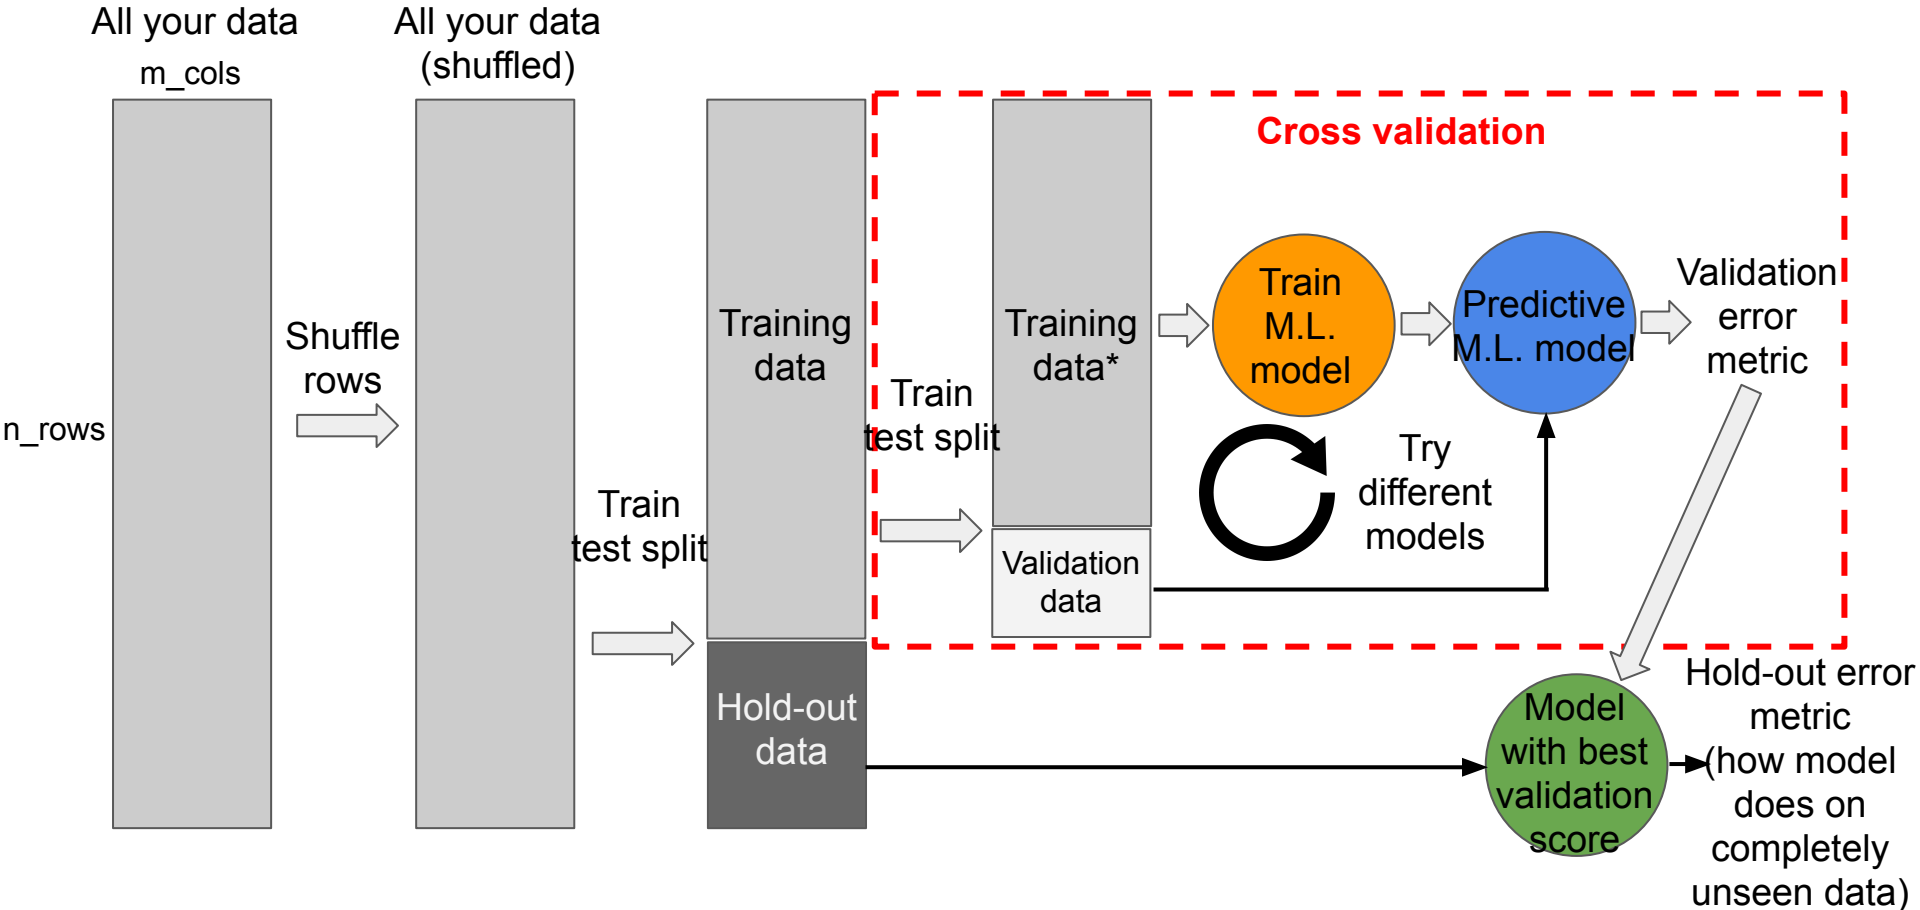 All your data
m_cols
n_rows
Shuffle
rows
All your data
(shuffled)
Train
test split
Training
data
Hold-out
data
Train
test split
Cross validation
Training
data*
Validation
data
Train
M.L.
model
Try
different
models
Predictive
M.L. model
Validation
error
metric
Model
with best
validation
score
Hold-out error
metric
(how model
does on
completely
unseen data)